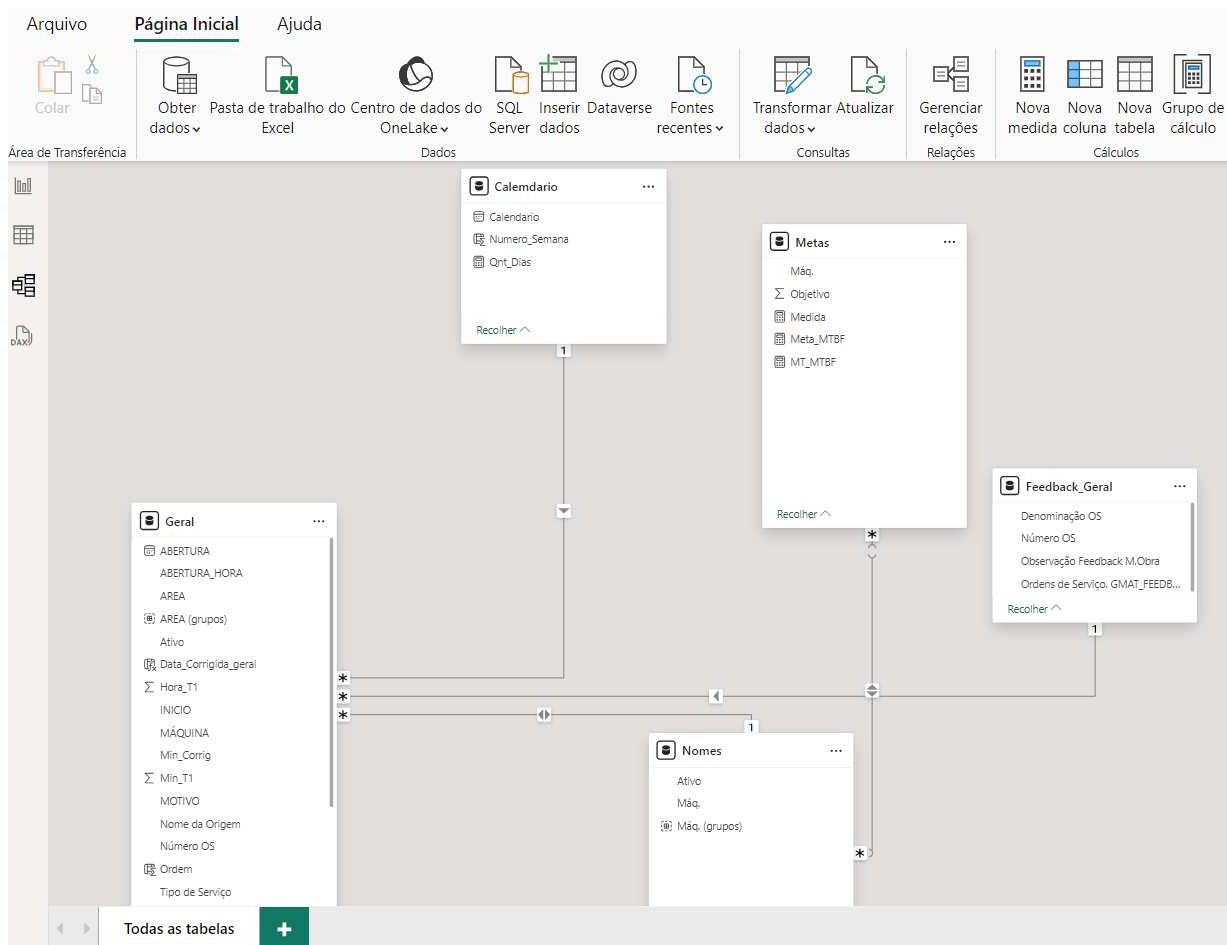 Arquivo Página Inicial Ajuda
Colar
Obter dados
Pasta de trabalho do Excel
Centro de dados do OneLake
SQL Server
Inserir dados
Dataverse
Fontes recentes
Transformar dados
Atualizar
Gerenciar relações
Nova medida
Nova coluna
Nova tabela
Grupo de cálculo
Área de Transferência
Dados
Consultas
Relações
Cálculos
Calemdario
Calendario
Numero_Semana
Qnt_Dias
Recolher
1
Metas
Máq.
Objetivo
Medida
Meta_MTBF
MT_MTBF
Recolher
*
Feedback_Geral
Denominação OS
Número OS
Observação Feedback M.Obra
Ordens de Serviço. GMAT_FEEDB...
Recolher
1
Geral
ABERTURA
ABERTURA_HORA
AREA
AREA (grupos)
Ativo
Data_Corrigida_geral
Hora_T1
INICIO
MÁQUINA
Min_Corrig
Min_T1
MOTIVO
Nome da Origem
Número OS
Ordem
Tipo de Serviço
*
*
*
1
Nomes
Ativo
Máq.
Máq. (grupos)
*
DAX
Todas as tabelas
+